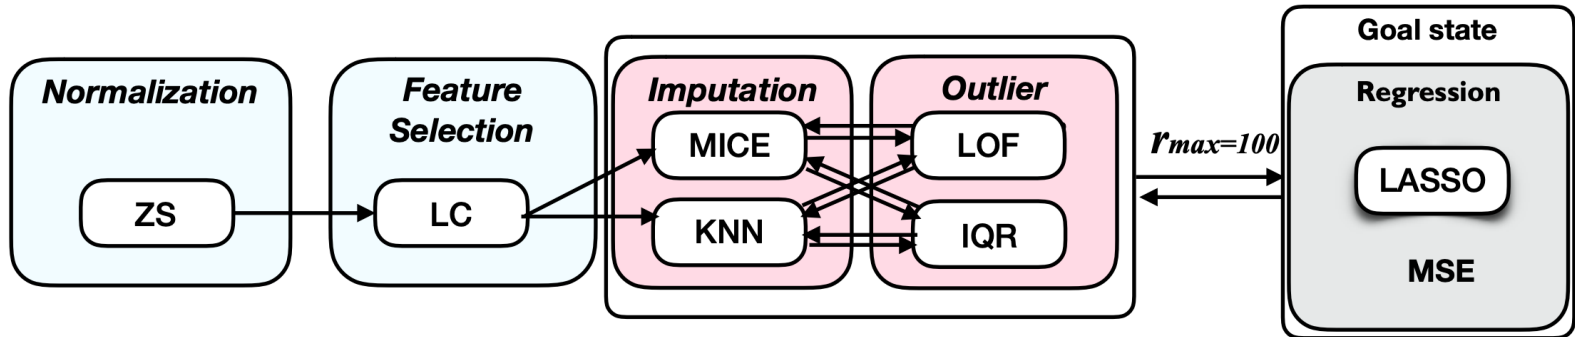 Normalization
ZS
Feature
Selection
LC
Imputation
MICE
KNN
Outlier
LOF
IQR
rmax=100
Goal state
Regression
LASSO
MSE